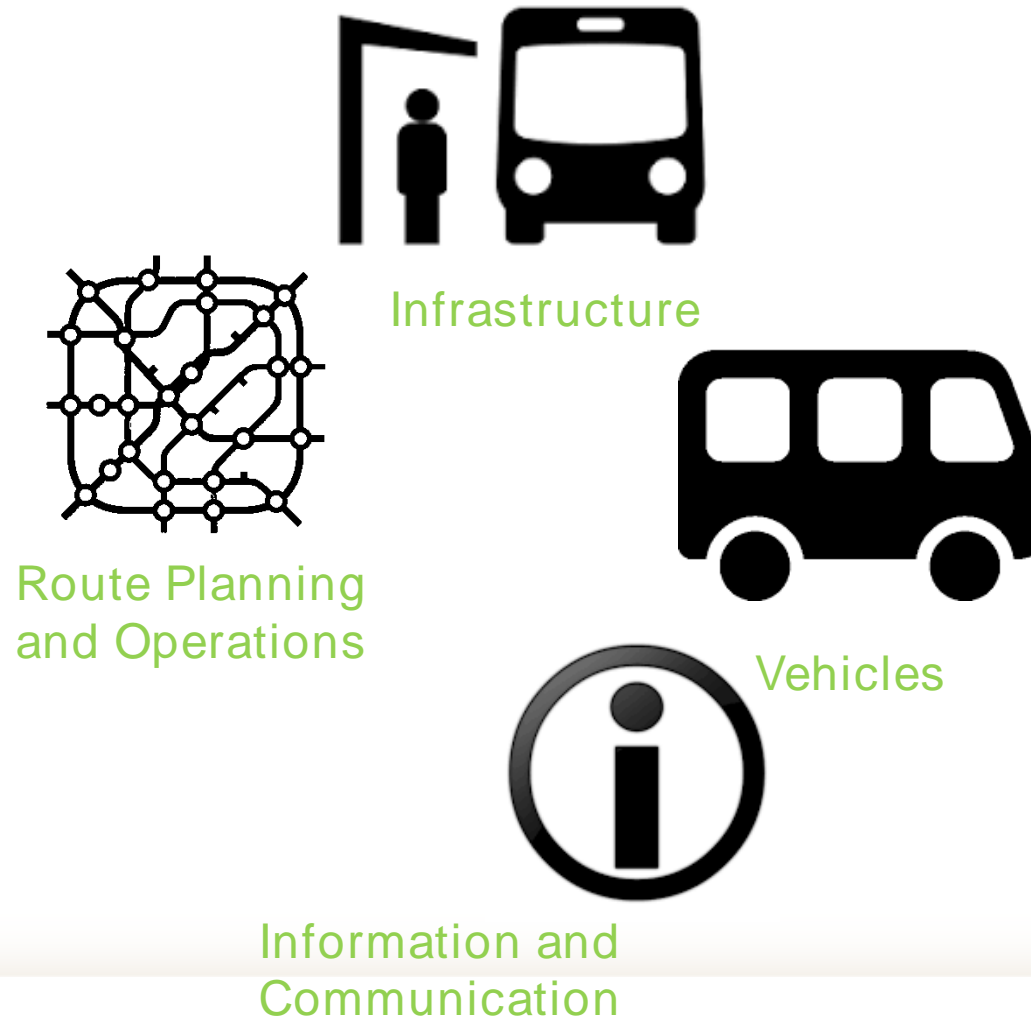 Infrastructure
Route Planning
and Operations
Vehicles
Information and
Communication